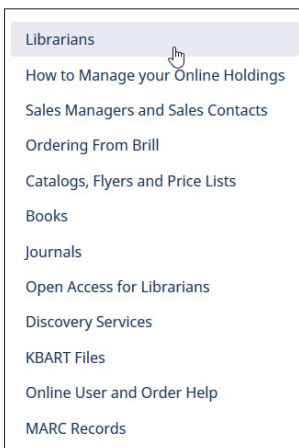 Librarians
How to Manage your Online Holdings
Sales Managers and Sales Contacts
Ordering From Brill
Catalogs, Flyers and Price Lists
Books
Journals
Open Access for Librarians
Discovery Services
KBART Files
Online User and Order Help
MARC Records